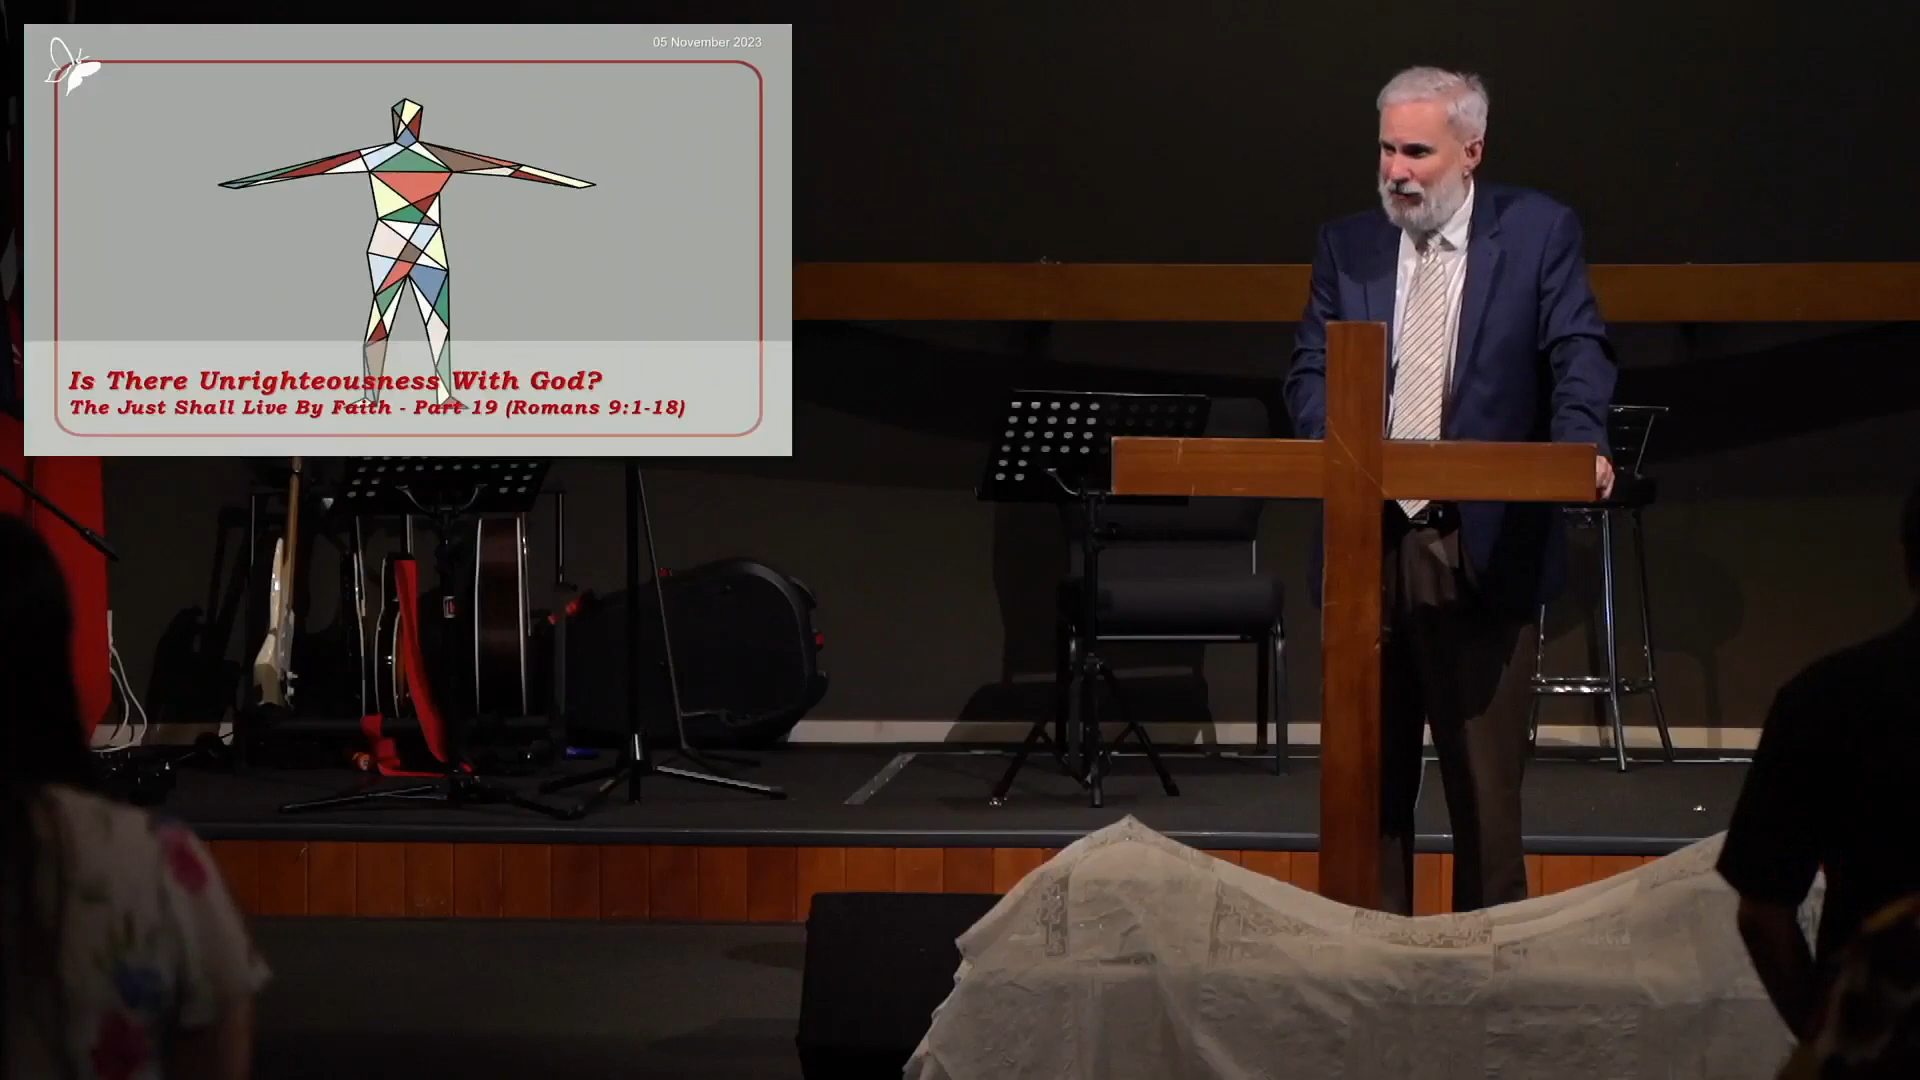 05 November 2023
Is There Unrighteousness With God?
The Just Shall Live By Faith - Part 19 (Romans 9:1-18)